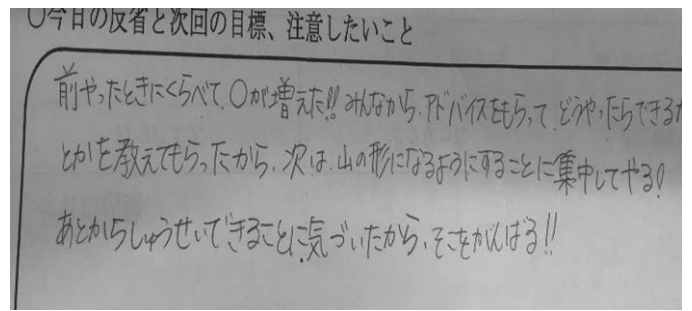 ○今日の反省と次回の目標、注意したいこと
前やったときにくらべて、○が増えた!! みんなから、アドバイスをもらって、どうやったらできるか
とかを教えてもらったから、次は、山の形になるようにすることに集中してやる!
あとからしゅうせいできることに気づいたから、そこをがんばる!!